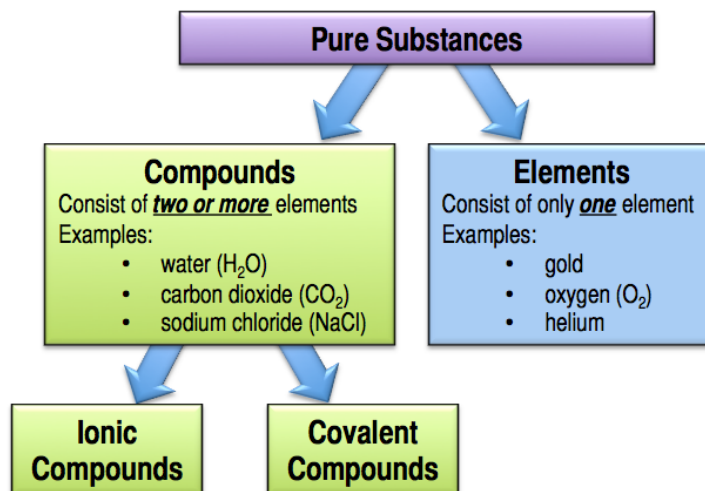 Pure Substances
Compounds
Consist of two or more elements
Examples:
• water (H₂O)
• carbon dioxide (CO₂)
• sodium chloride (NaCl)
Elements
Consist of only one element
Examples:
• gold
• oxygen (O₂)
• helium
Ionic
Compounds
Covalent
Compounds